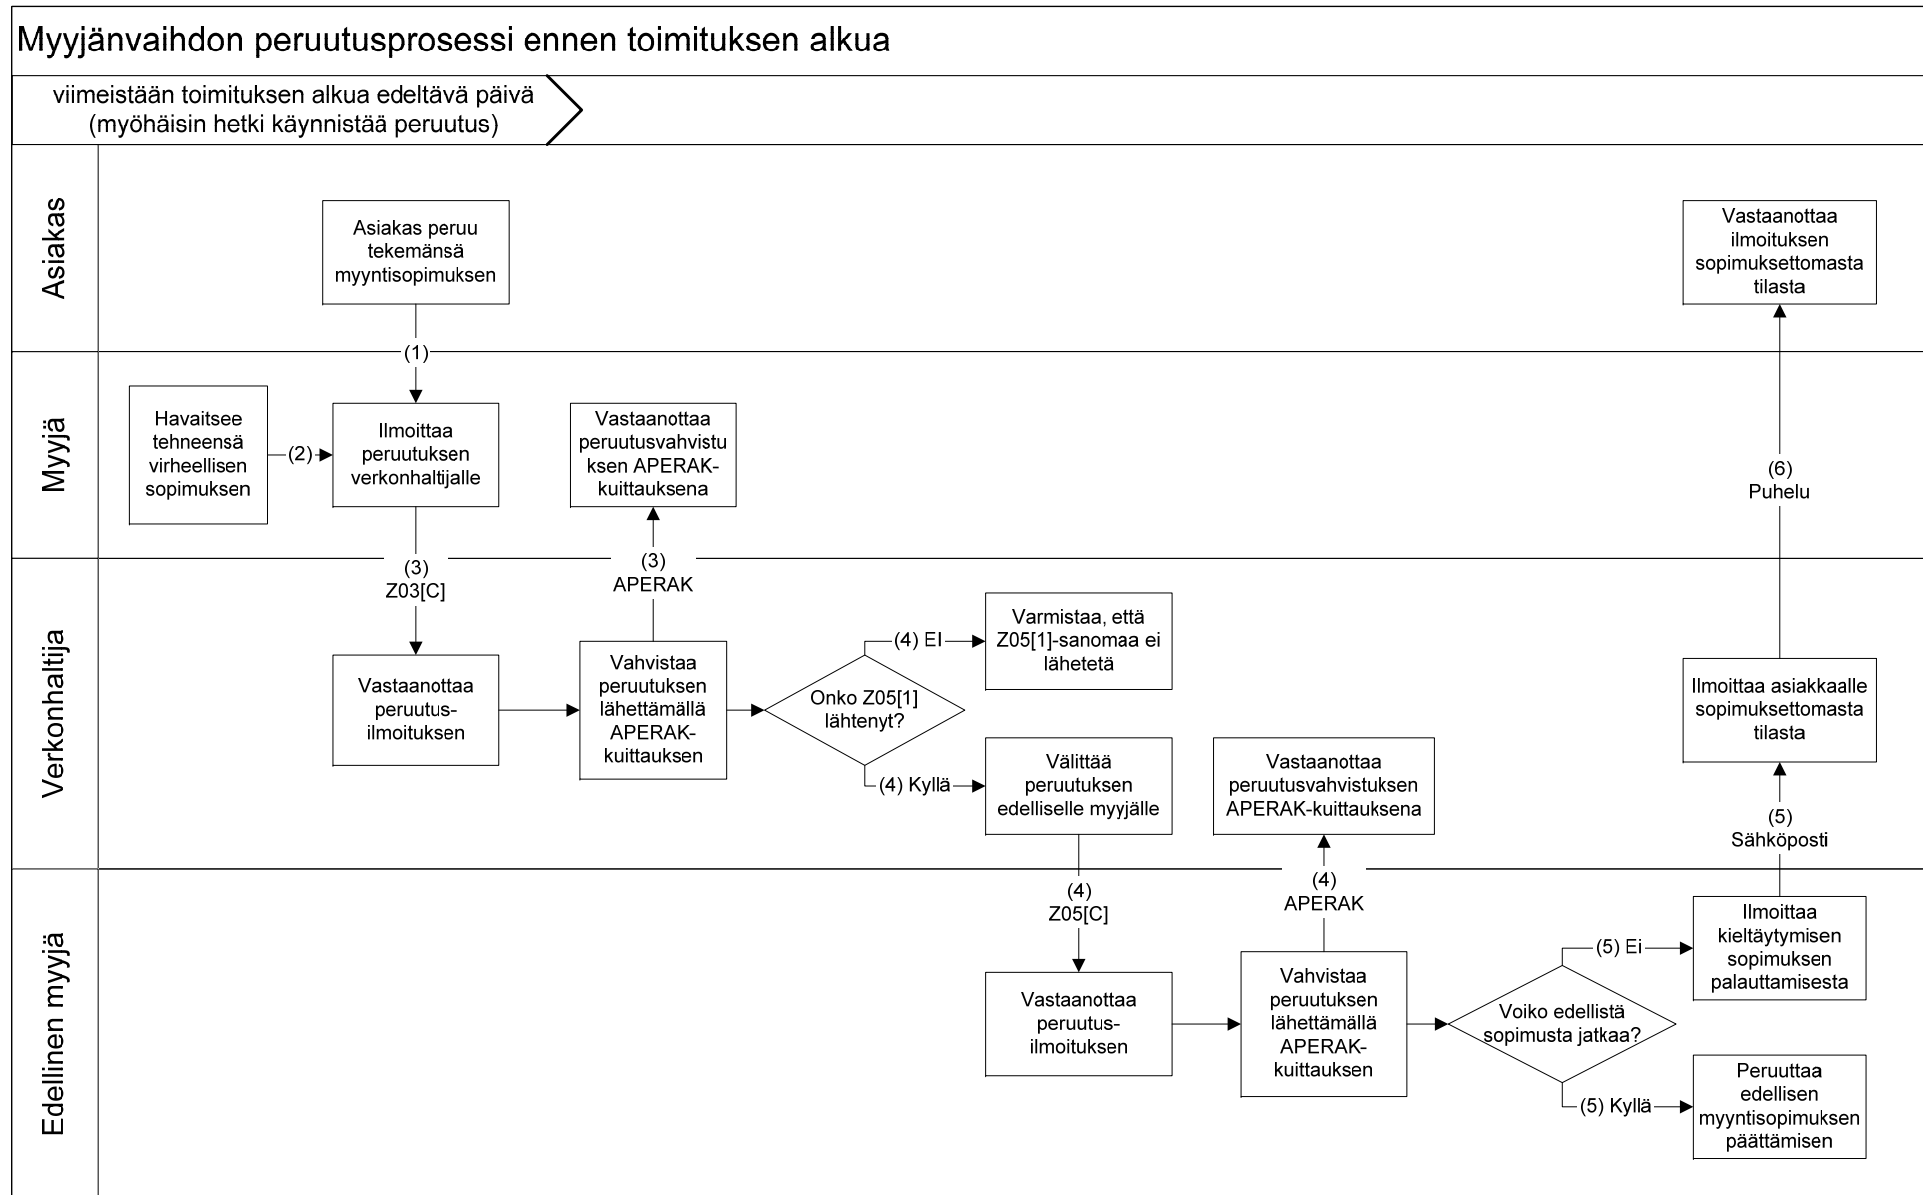 Myyjänvaihdon peruutusprosessi ennen toimituksen alkua
viimeistään toimituksen alkua edeltävä päivä
(myöhäisin hetki käynnistää peruutus)
Asiakas
Asiakas peruu
tekemänsä
myyntisopimuksen
Vastaanottaa
ilmoituksen
sopimuksettomasta
tilasta
(1)
Myyjä
Havaitsee
tehneensä
virheellisen
sopimuksen
(2)
Ilmoittaa
peruutuksen
verkonhaltijalle
Vastaanottaa
peruutusvahvistu
ksen APERAK-
kuittauksena
(6)
Puhelu
(3)
Z03[C]
(3)
APERAK
Verkonhaltija
Vastaanottaa
peruutus-
ilmoituksen
Vahvistaa
peruutuksen
lähettämällä
APERAK-
kuittauksen
Onko Z05[1]
lähtenyt?
(4) EI
Varmistaa, että
Z05[1]-sanomaa ei
lähetetä
(4) Kyllä
Välittää
peruutuksen
edelliselle myyjälle
Vastaanottaa
peruutusvahvistuksen
APERAK-kuittauksena
Ilmoittaa asiakkaalle
sopimuksettomasta
tilasta
(5)
Sähköposti
Edellinen myyjä
(4)
Z05[C]
(4)
APERAK
Vastaanottaa
peruutus-
ilmoituksen
Vahvistaa
peruutuksen
lähettämällä
APERAK-
kuittauksen
Voiko edellistä
sopimusta jatkaa?
(5) Ei
Ilmoittaa
kieltäytymisen
sopimuksen
palauttamisesta
(5) Kyllä
Peruuttaa
edellisen
myyntisopimuksen
päättämisen